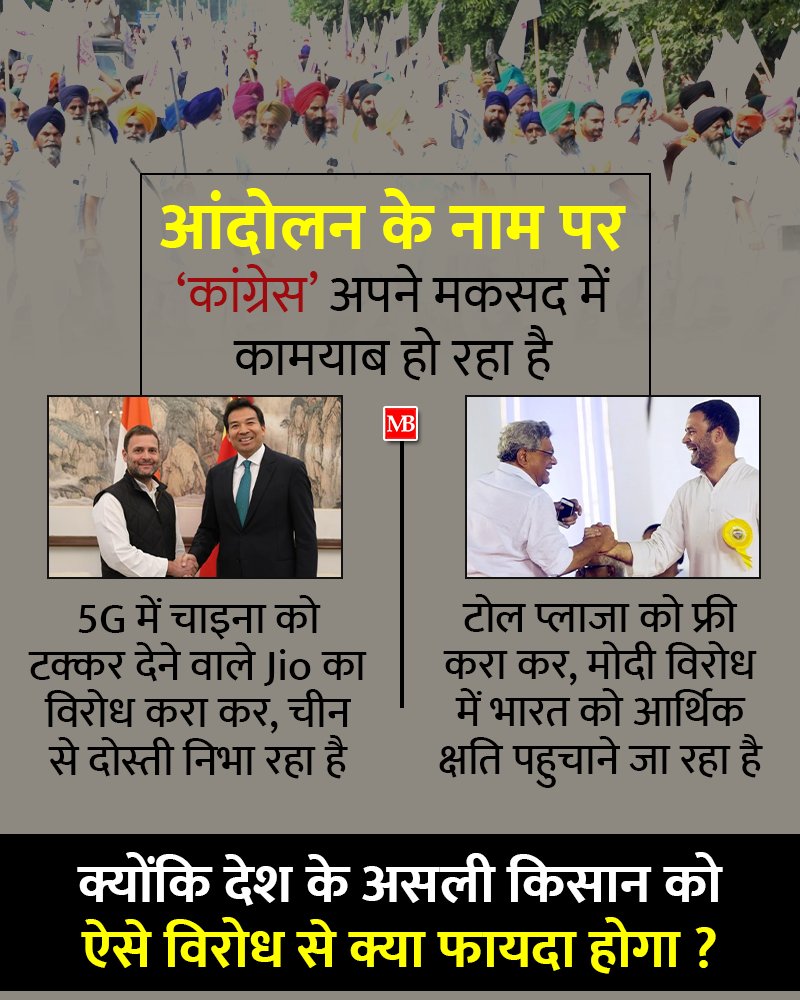 आंदोलन के नाम पर
‘कांग्रेस’ अपने मकसद में
कामयाब हो रहा है
MB
5G में चाइना को
टक्कर देने वाले Jio का
विरोध करा कर, चीन
से दोस्ती निभा रहा है
टोल प्लाजा को फ्री
करा कर, मोदी विरोध
में भारत को आर्थिक
क्षति पहुचाने जा रहा है
क्योंकि देश के असली किसान को
ऐसे विरोध से क्या फायदा होगा ?